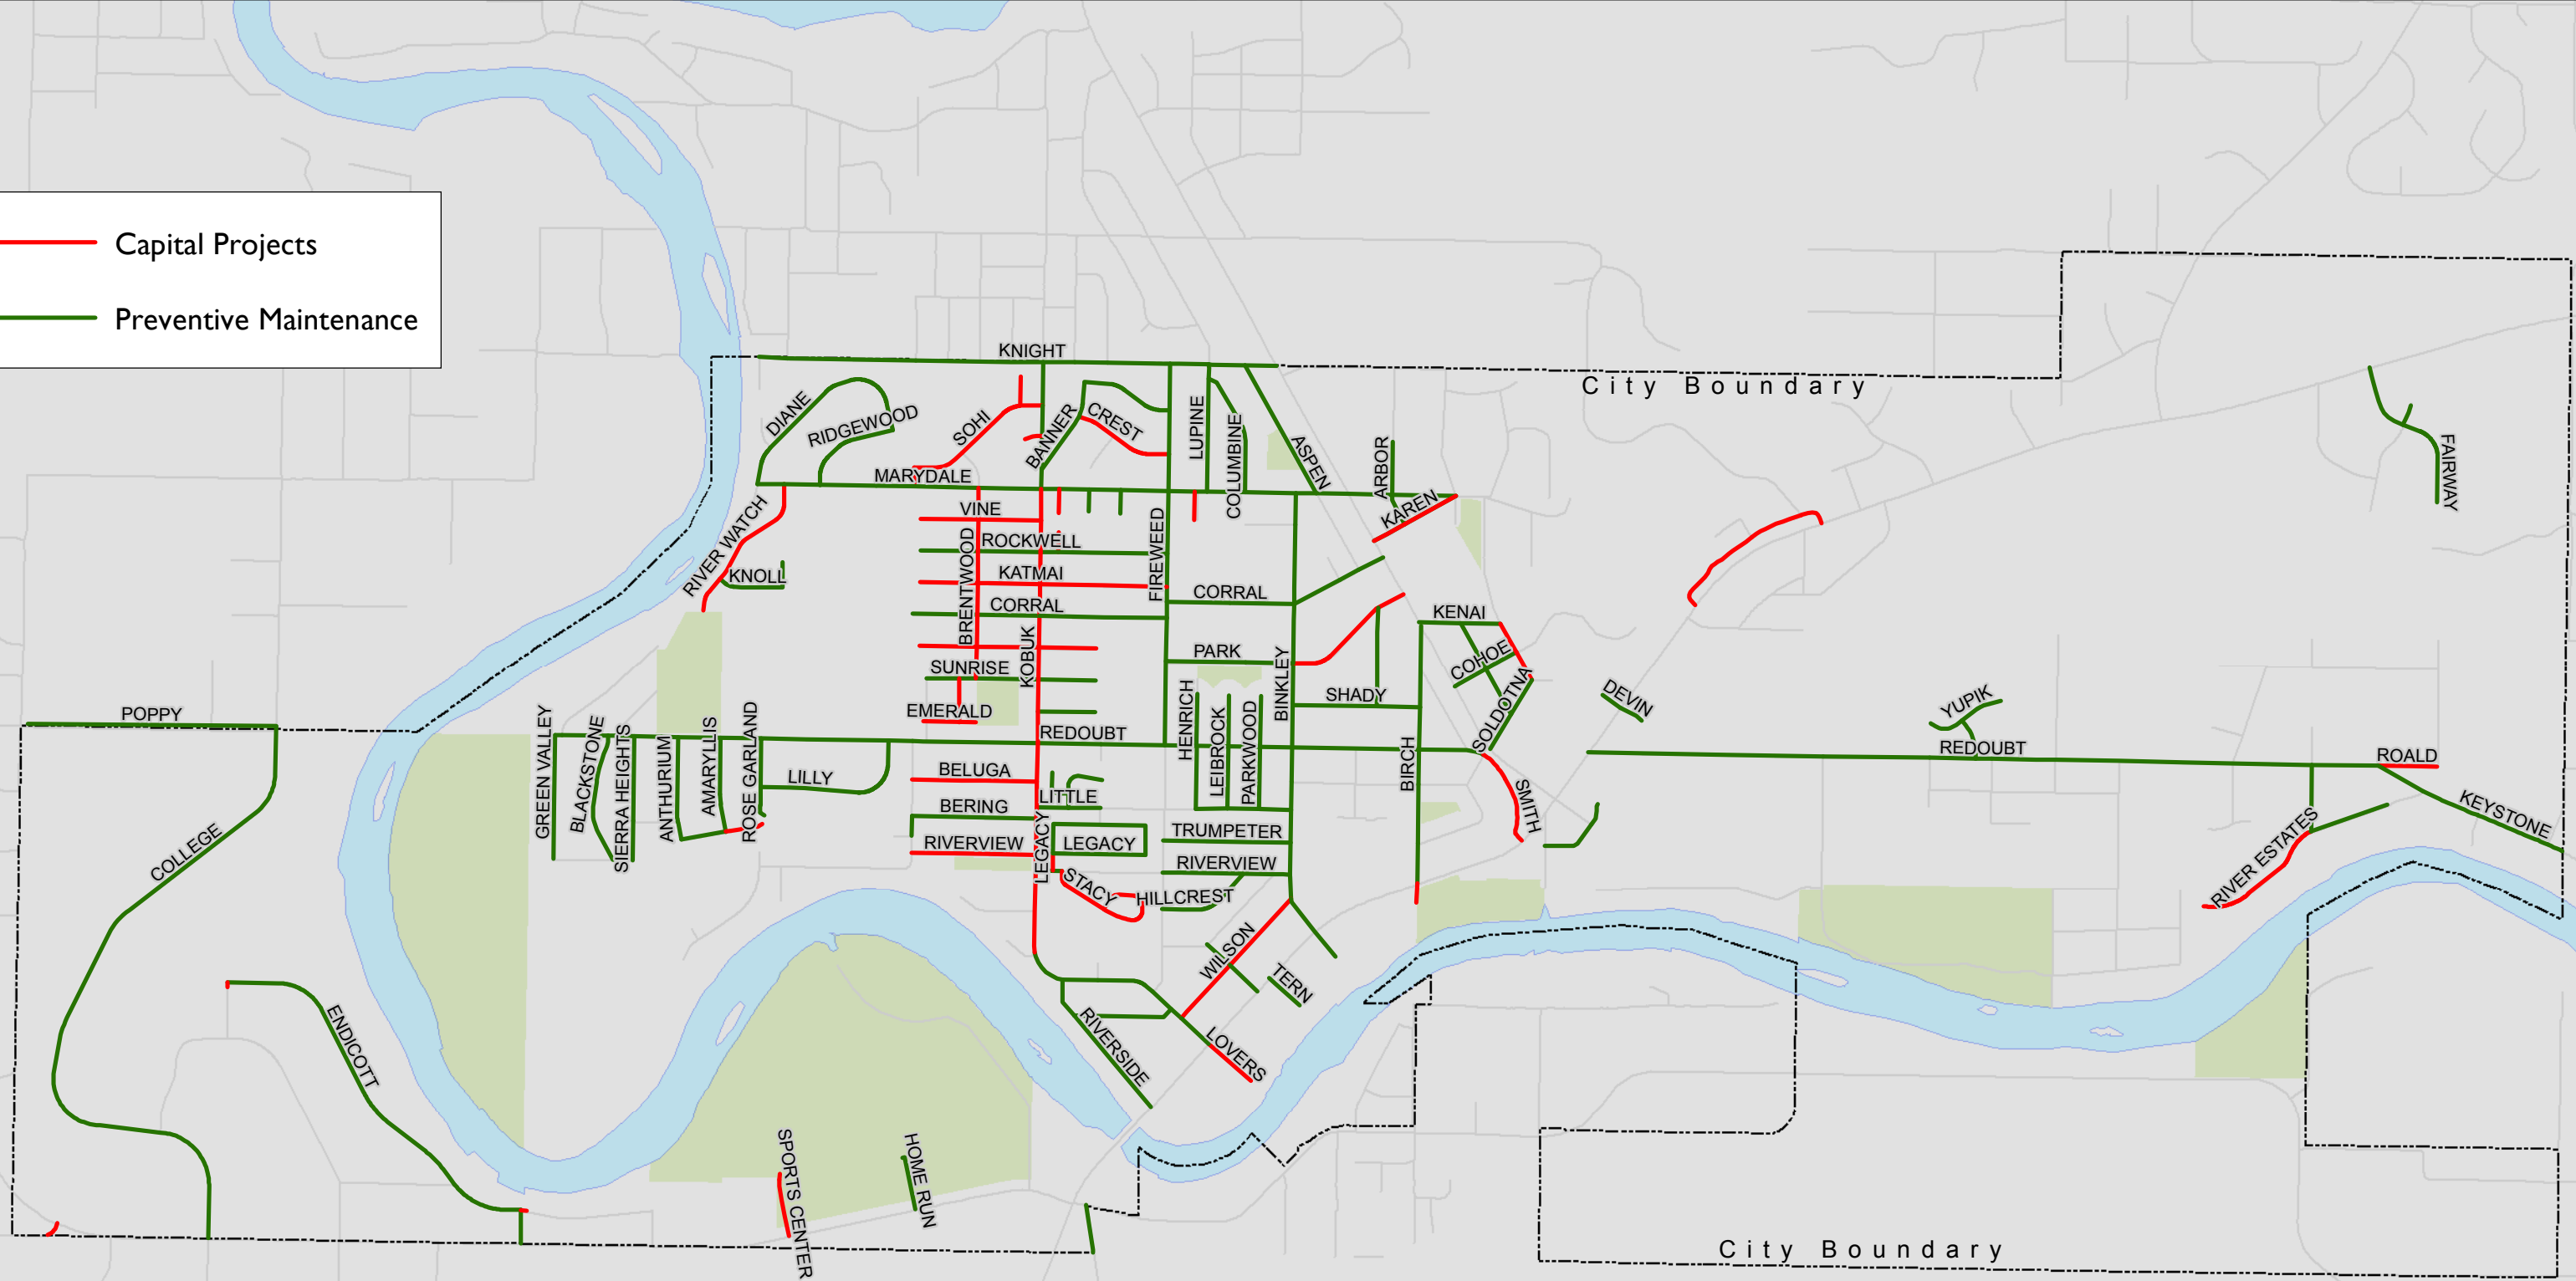 Capital Projects
Preventive Maintenance
KNIGHT
City Boundary
DIANE
RIDGEWOOD
SOHI
BANNER
CREST
LUPINE
COLUMBINE
ASPEN
ARBOR
KAREN
FAIRWAY
MARYDALE
RIVER WATCH
VINE
KNOLL
BRENTWOOD
ROCKWELL
KATMAI
CORRAL
FIREWEED
CORRAL
KENAI
KOBUK
SUNRISE
PARK
BINKLEY
COHOE
SOLDOTNA
SHADY
DEVIN
YUPIK
POPPY
EMERALD
REDOUBT
REDOUBT
ROALD
GREEN VALLEY
BLACKSTONE
SIERRA HEIGHTS
ANTHURIUM
AMARYLLIS
ROSE GARLAND
LILLY
BELUGA
LITTLE
HENRICH
LEIBROCK
PARKWOOD
BIRCH
SMITH
KEYSTONE
BERING
TRUMPETER
RIVERVIEW
LEGACY
LEGACY
RIVERVIEW
RIVER ESTATES
COLLEGE
STACY
HILLCREST
WILSON
TERN
ENDICOTT
RIVERSIDE
LOVERS
SPORTS CENTER
HOME RUN
City Boundary